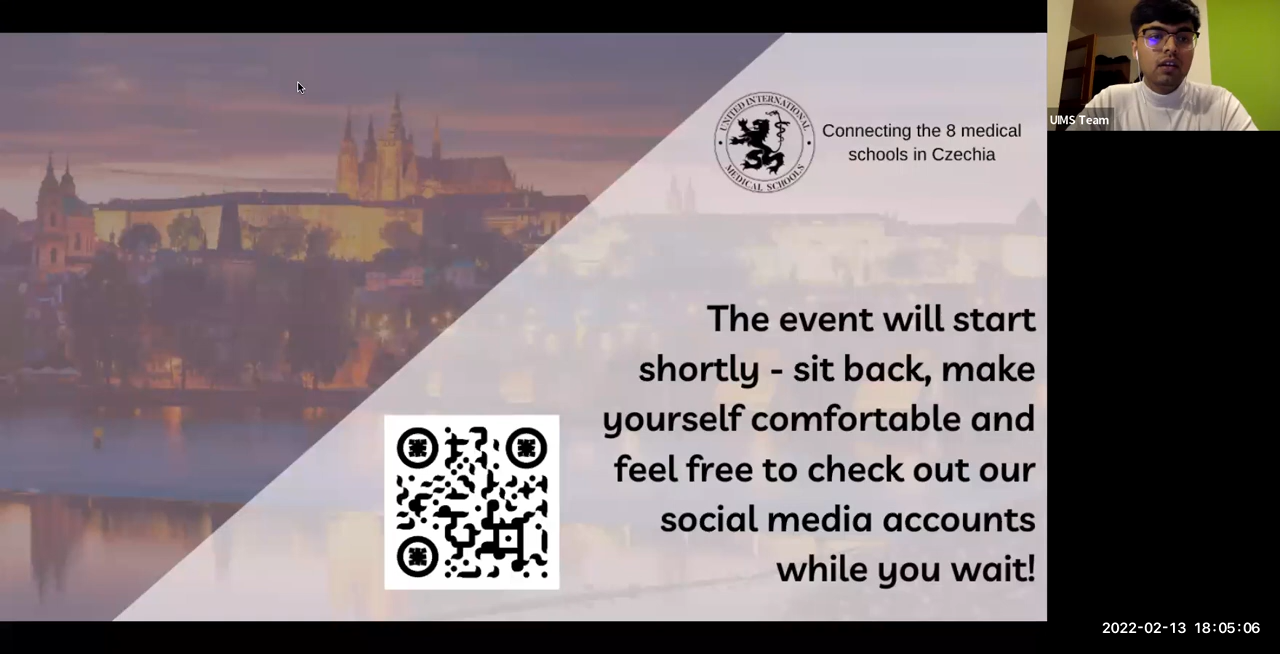 UNITED INTERNATIONAL
MEDICAL SCHOOLS
Connecting the 8 medical
schools in Czechia
UIMS Team
The event will start
shortly - sit back, make
yourself comfortable and
feel free to check out our
social media accounts
while you wait!
2022-02-13 18:05:06